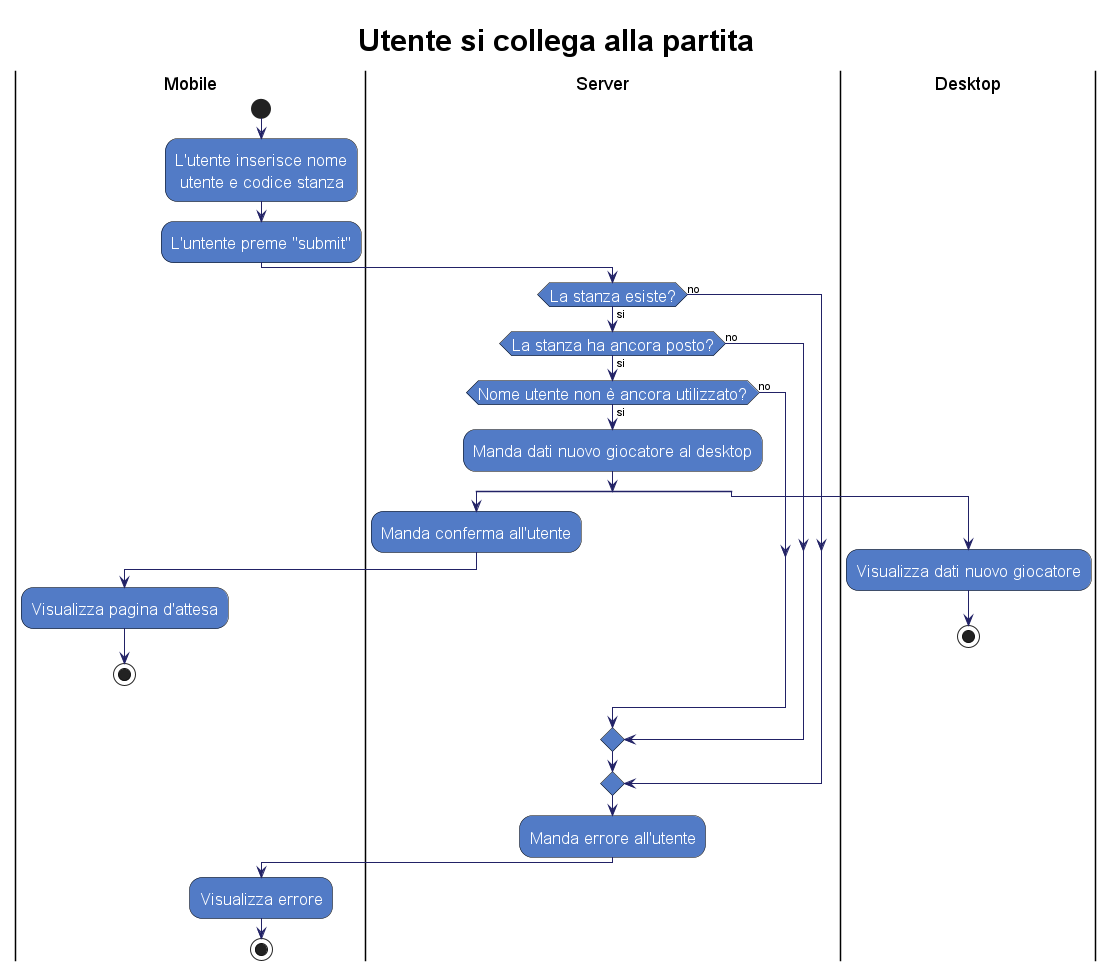 Utente si collega alla partita
Mobile
Server
Desktop
L'utente inserisce nome
utente e codice stanza
L'untente preme "submit"
La stanza esiste?
no
si
La stanza ha ancora posto?
no
si
Nome utente non è ancora utilizzato?
no
si
Manda dati nuovo giocatore al desktop
Manda conferma all'utente
Visualizza dati nuovo giocatore
Visualizza pagina d'attesa
Manda errore all'utente
Visualizza errore